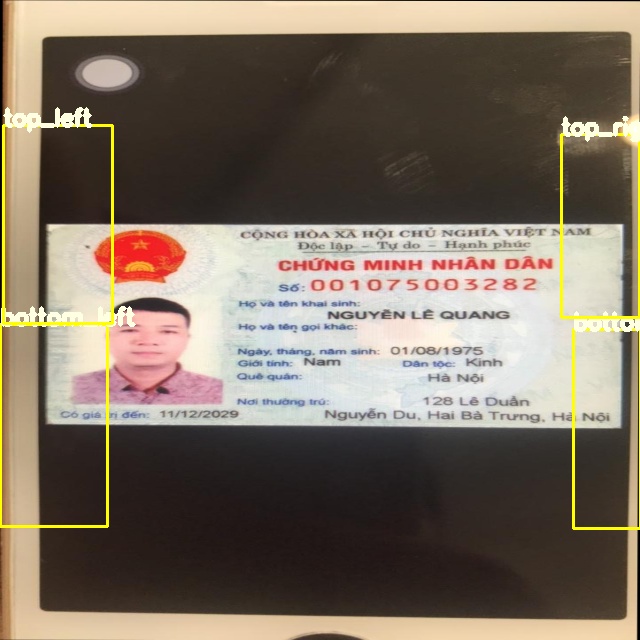 top_left
top_rig
CỘNG HÒA XÃ HỘI CHỦ NGHĨA VIỆT NAM
Độc lập - Tự do - Hạnh phúc
CHỨNG MINH NHÂN DÂN
Số: 001075003282
Họ và tên khai sinh:
NGUYỄN LÊ QUANG
Họ và tên gọi khác:
Ngày, tháng, năm sinh: 01/08/1975
Giới tính: Nam Dân tộc: Kinh
Quê quán: Hà Nội
Nơi thường trú: 128 Lê Duẩn
Nguyễn Du, Hai Bà Trưng, Hà Nội
Có giá trị đến: 11/12/2029
bottom_left
bottom